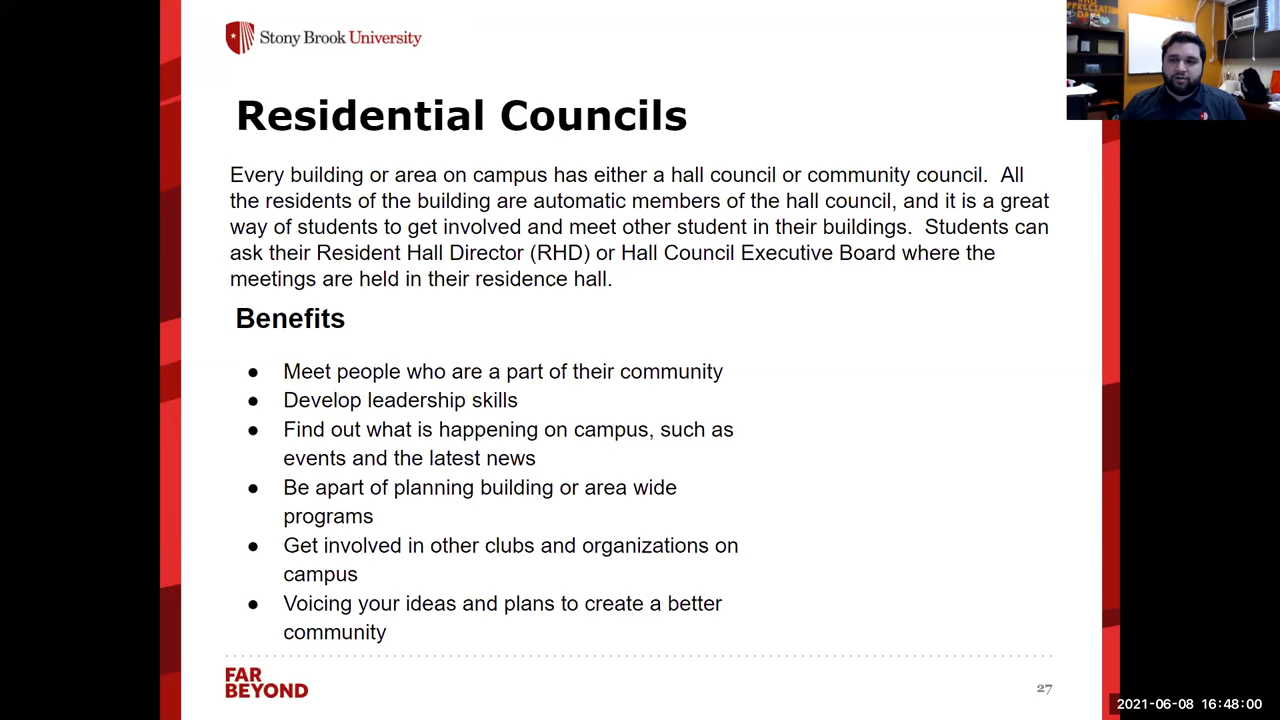 Stony Brook University
Residential Councils
Every building or area on campus has either a hall council or community council.  All
the residents of the building are automatic members of the hall council, and it is a great
way of students to get involved and meet other student in their buildings.  Students can
ask their Resident Hall Director (RHD) or Hall Council Executive Board where the
meetings are held in their residence hall.
Benefits
● Meet people who are a part of their community
● Develop leadership skills
● Find out what is happening on campus, such as
events and the latest news
● Be apart of planning building or area wide
programs
● Get involved in other clubs and organizations on
campus
● Voicing your ideas and plans to create a better
community
FAR
BEYOND
27
2021-06-08 16:48:00